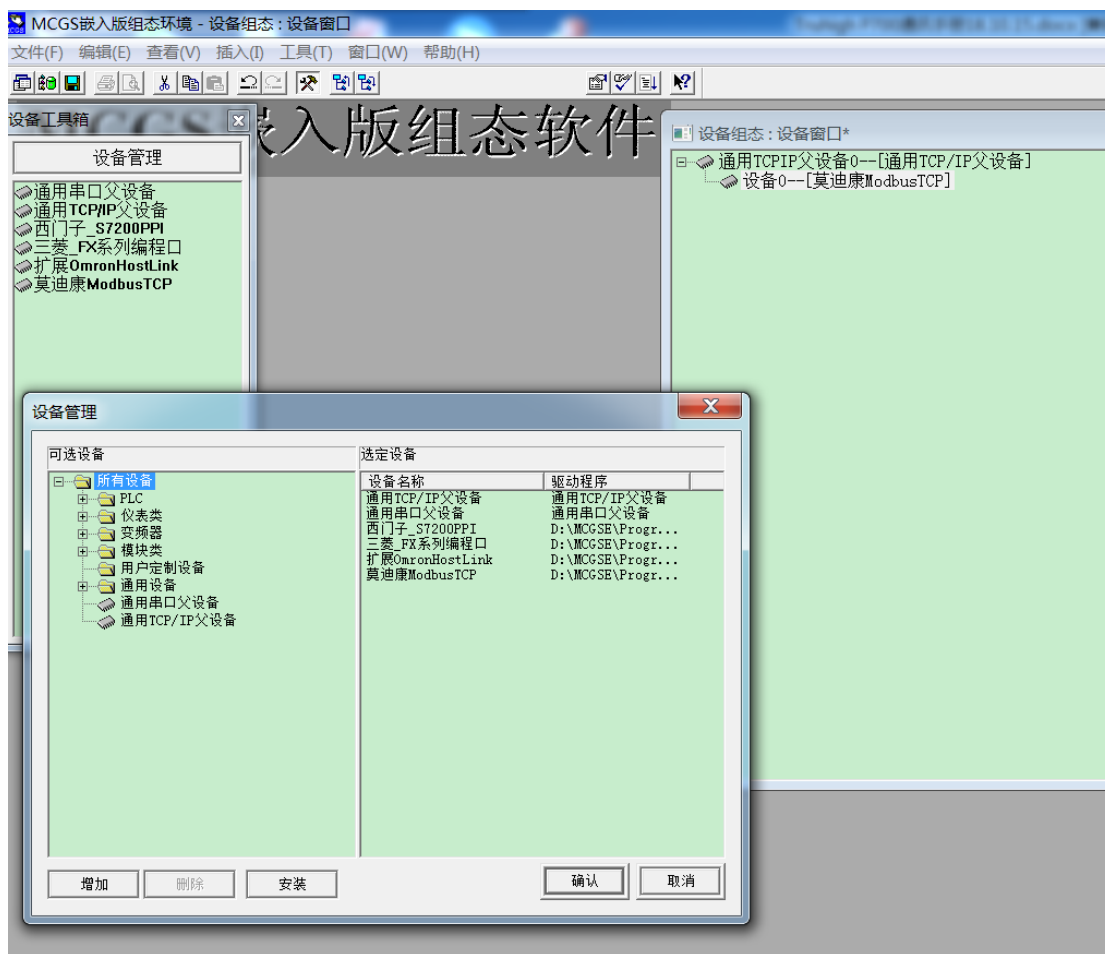 MCGS嵌入版组态环境 - 设备组态 : 设备窗口
文件(F) 编辑(E) 查看(V) 插入(I) 工具(T) 窗口(W) 帮助(H)
嵌入版组态软件
设备工具箱
设备管理
通用串口父设备
通用TCP/IP父设备
西门子_S7200PPI
三菱_FX系列编程口
扩展OmronHostLink
莫迪康ModbusTCP
设备组态 : 设备窗口*
通用TCPIP父设备0--[通用TCP/IP父设备]
设备0--[莫迪康ModbusTCP]
设备管理
可选设备
所有设备
PLC
仪表类
变频器
模块类
用户定制设备
通用设备
通用串口父设备
通用TCP/IP父设备
选定设备
设备名称 驱动程序
通用TCP/IP父设备 通用TCP/IP父设备
通用串口父设备 通用串口父设备
西门子_S7200PPI D:\MCGSE\Progr...
三菱_FX系列编程口 D:\MCGSE\Progr...
扩展OmronHostLink D:\MCGSE\Progr...
莫迪康ModbusTCP D:\MCGSE\Progr...
增加 删除 安装 确认 取消